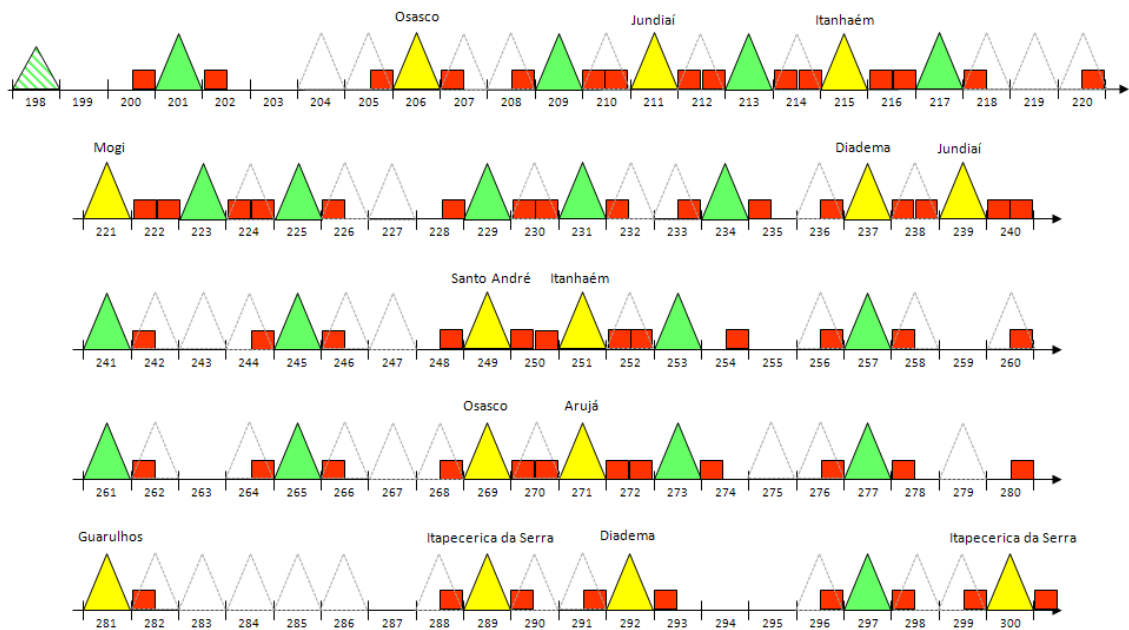 Osasco Jundiaí Itanhaém
198 199 200 201 202 203 204 205 206 207 208 209 210 211 212 213 214 215 216 217 218 219 220
Mogi Diadema Jundiaí
221 222 223 224 225 226 227 228 229 230 231 232 233 234 235 236 237 238 239 240
Santo André Itanhaém
241 242 243 244 245 246 247 248 249 250 251 252 253 254 255 256 257 258 259 260
Osasco Arujá
261 262 263 264 265 266 267 268 269 270 271 272 273 274 275 276 277 278 279 280
Guarulhos Itapecerica da Serra Diadema Itapecerica da Serra
281 282 283 284 285 286 287 288 289 290 291 292 293 294 295 296 297 298 299 300